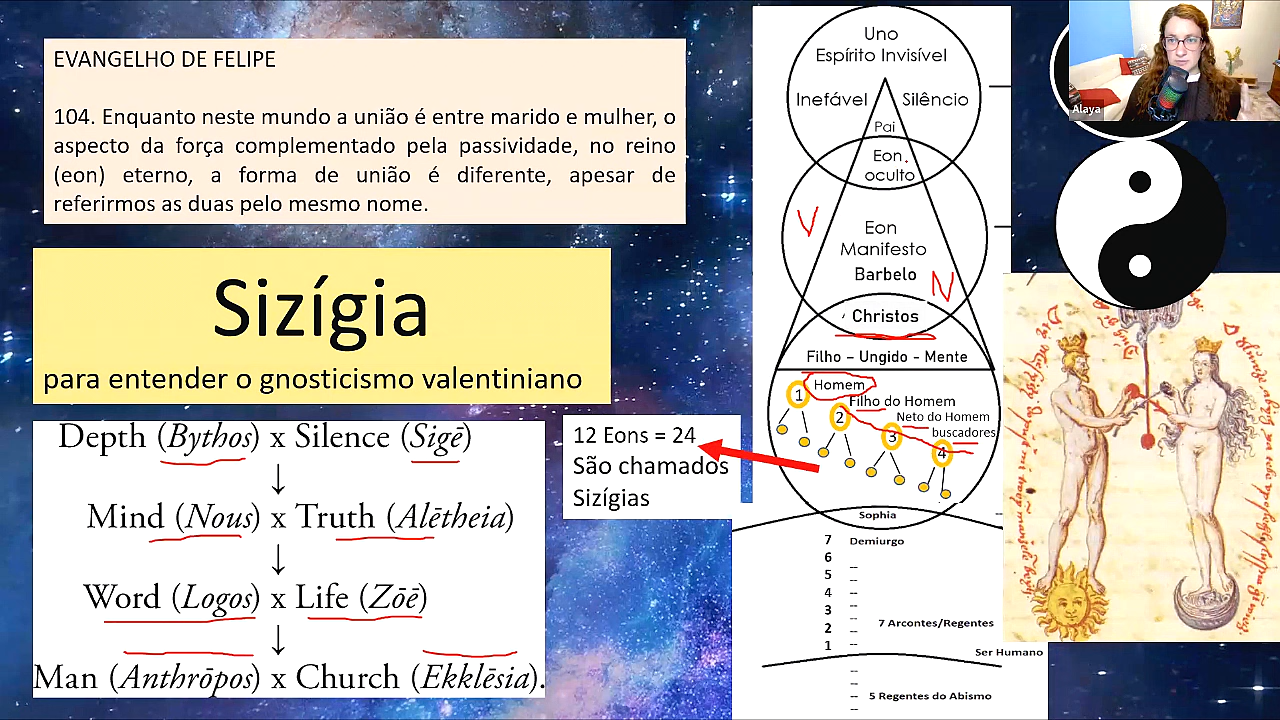 EVANGELHO DE FELIPE
104. Enquanto neste mundo a união é entre marido e mulher, o
aspecto da força complementado pela passividade, no reino
(eon) eterno, a forma de união é diferente, apesar de
referirmos as duas pelo mesmo nome.
Sizígia
para entender o gnosticismo valentiniano
Depth (Bythos) x Silence (Sigē)
↓
Mind (Nous) x Truth (Alētheia)
↓
Word (Logos) x Life (Zōē)
↓
Man (Anthrōpos) x Church (Ekklēsia).
12 Eons = 24
São chamados
Sizígias
Uno
Espírito Invisível
Inefável
Silêncio
Pai
Eon
oculto
V
Eon
Manifesto
Barbelo
N
Christos
Filho – Ungido - Mente
1 Homem
Filho do Homem
2
Neto do Homem
3
buscadores
4
Sophia
7 Demiurgo
6 --
5 --
4 --
3 --
2 --
7 Arcontes/Regentes
1 --
Ser Humano
--
--
5 Regentes do Abismo
--
--
Alaya